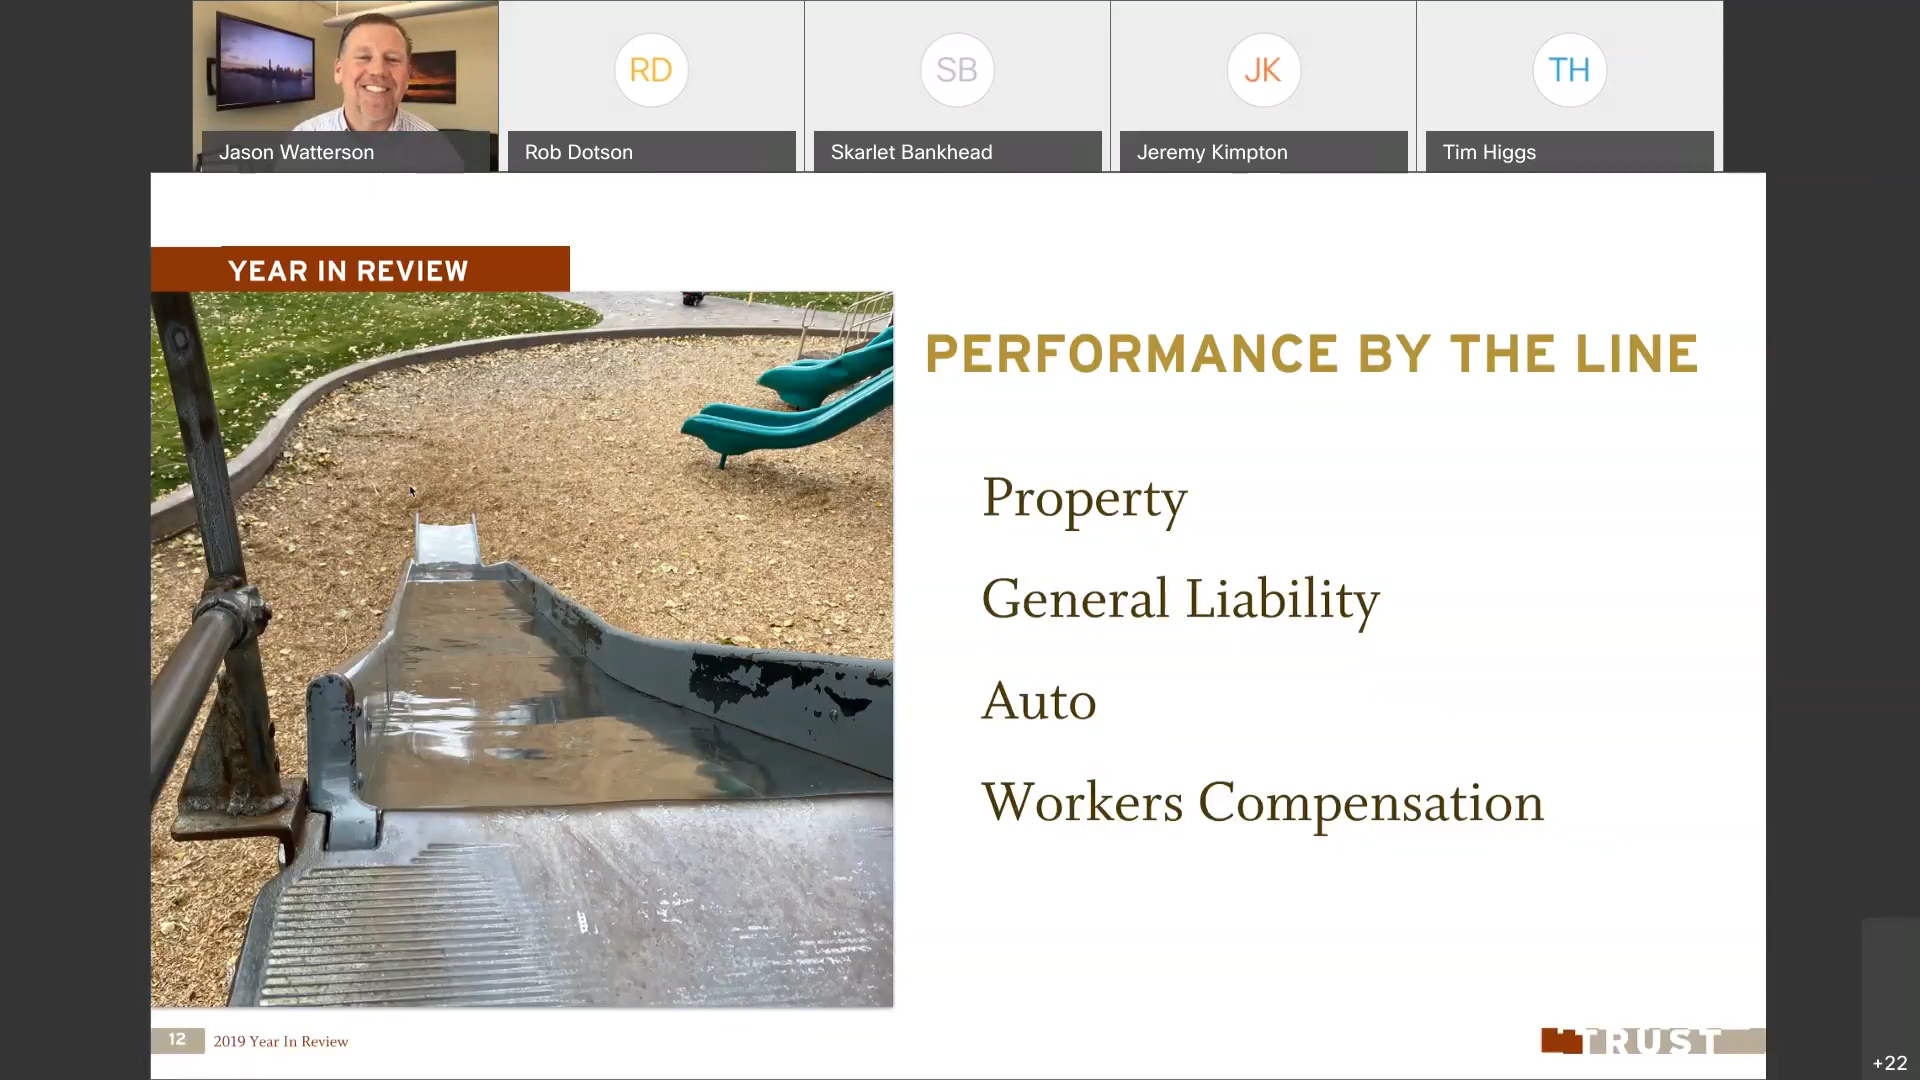 RD
SB
JK
TH
Jason Watterson
Rob Dotson
Skarlet Bankhead
Jeremy Kimpton
Tim Higgs
YEAR IN REVIEW
PERFORMANCE BY THE LINE
Property
General Liability
Auto
Workers Compensation
12
2019 Year In Review
TRUST
+22